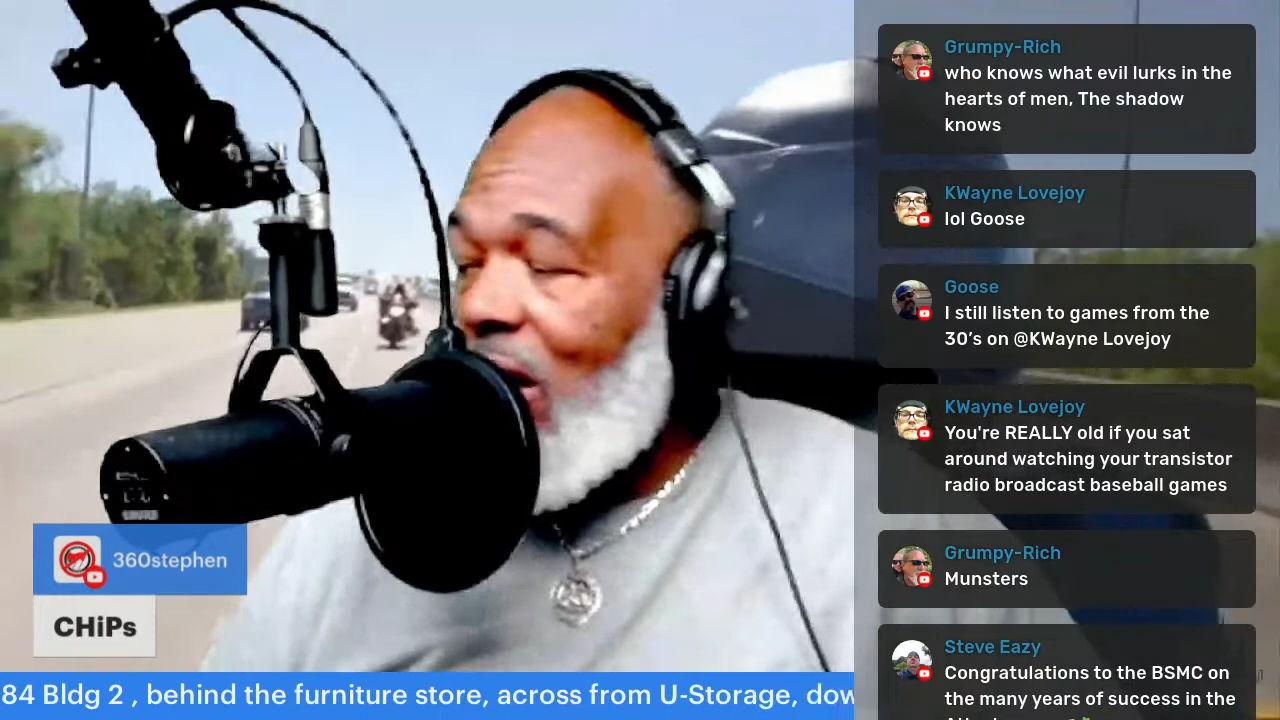 Grumpy-Rich
who knows what evil lurks in the
hearts of men, The shadow
knows
KWayne Lovejoy
lol Goose
Goose
I still listen to games from the
30's on @KWayne Lovejoy
KWayne Lovejoy
You're REALLY old if you sat
around watching your transistor
radio broadcast baseball games
Grumpy-Rich
Munsters
Steve Eazy
Congratulations to the BSMC on
the many years of success in the
360stephen
CHiPs
84 Bldg 2 , behind the furniture store, across from U-Storage,